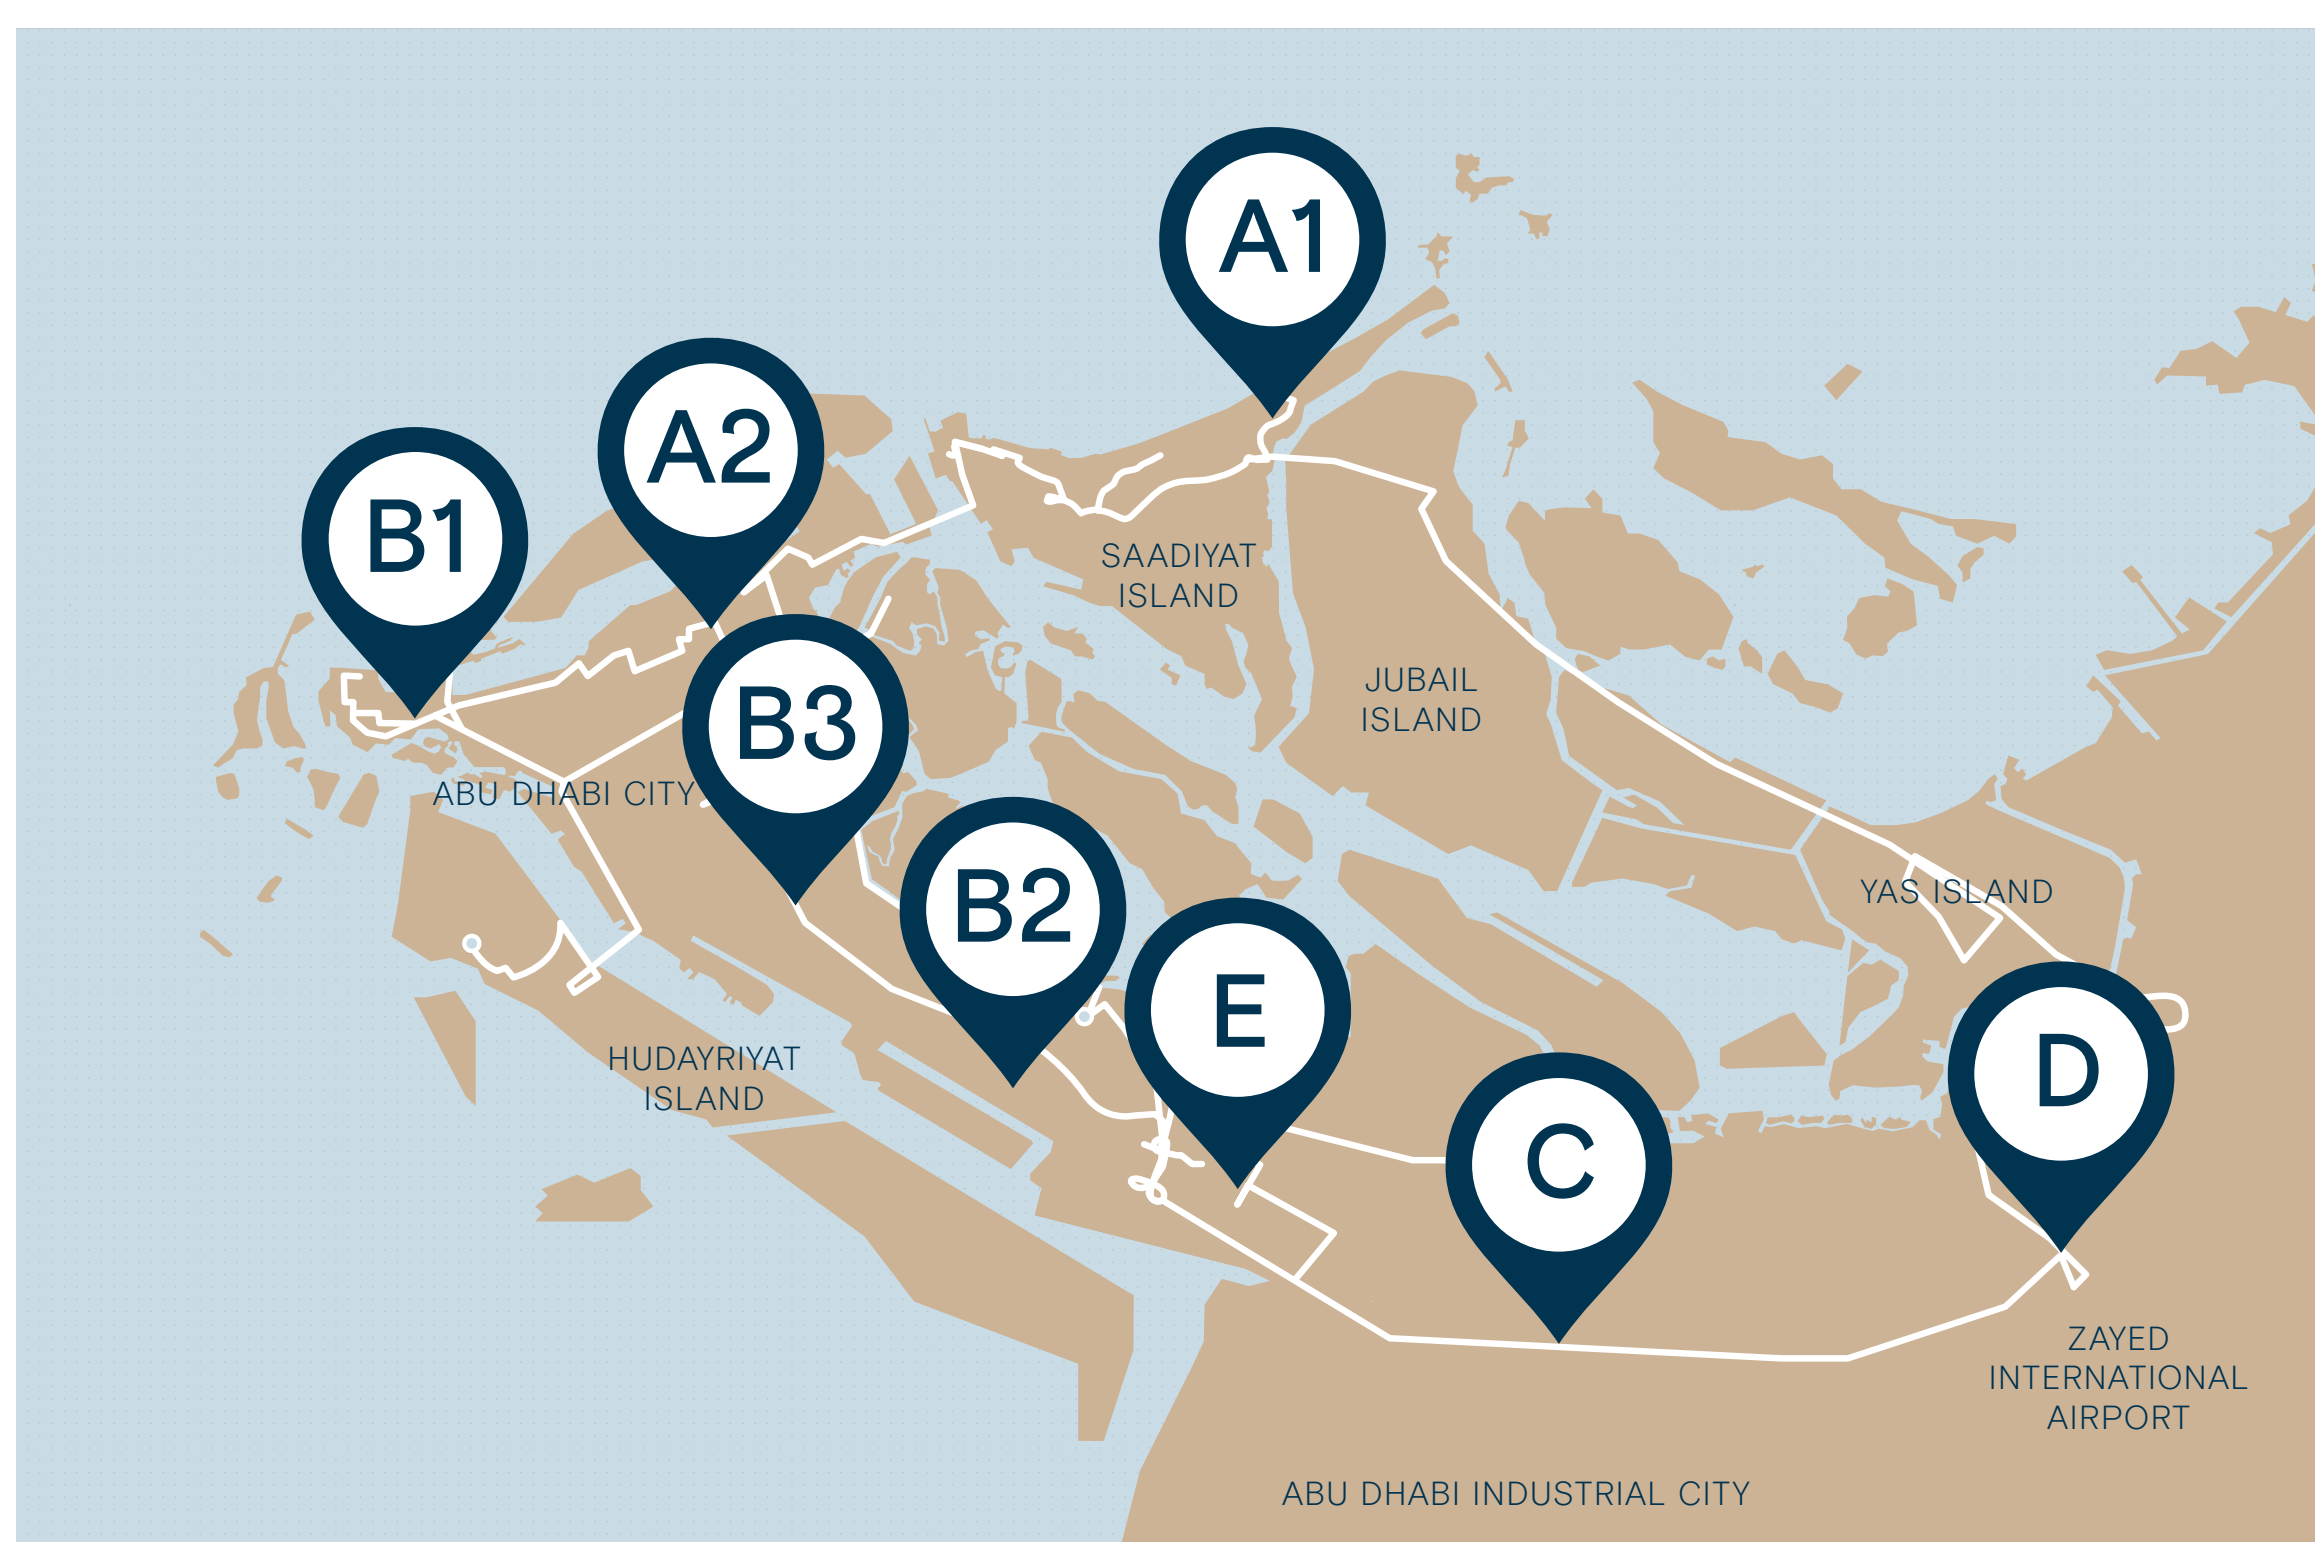 A1
A2
B1
SAADIYAT
ISLAND
JUBAIL
ISLAND
B3
ABU DHABI CITY
B2
YAS ISLAND
E
HUDAYRIYAT
ISLAND
D
C
ZAYED
INTERNATIONAL
AIRPORT
ABU DHABI INDUSTRIAL CITY